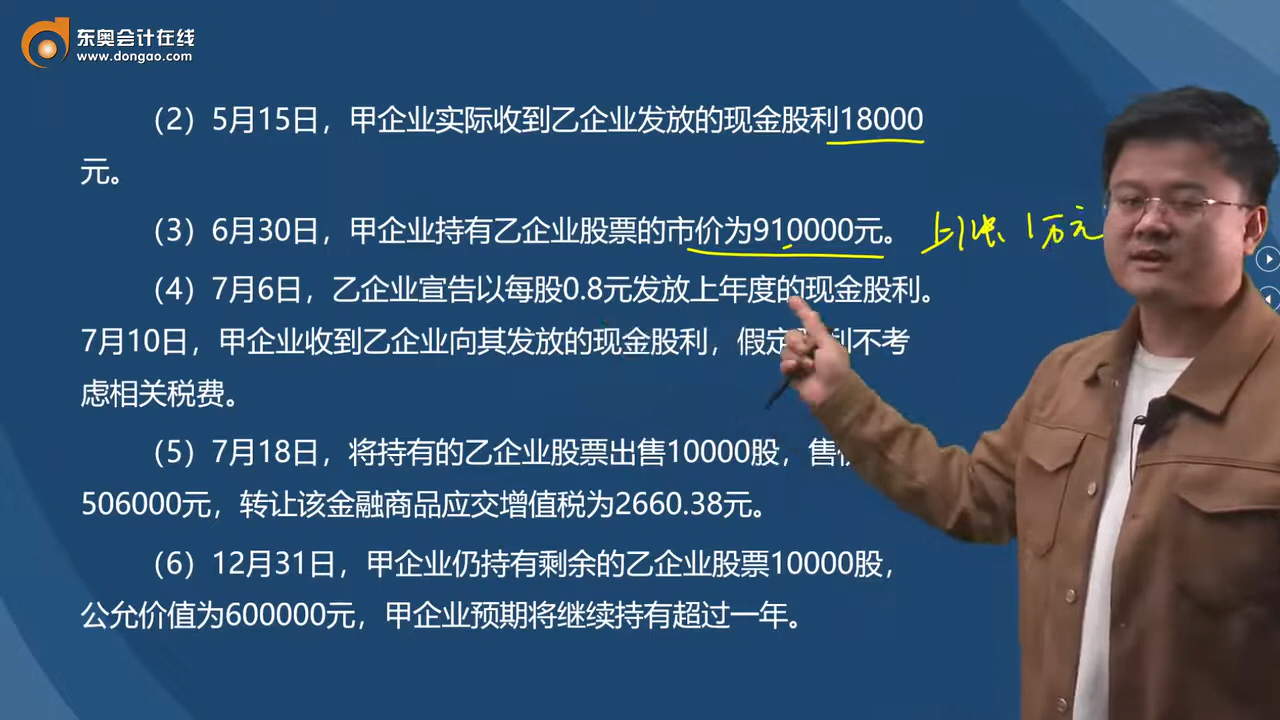 东奥会计在线
www.dongao.com
（2）5月15日，甲企业实际收到乙企业发放的现金股利18000
元。
（3）6月30日，甲企业持有乙企业股票的市价为910000元。 上涨 1万元
（4）7月6日，乙企业宣告以每股0.8元发放上年度的现金股利。
7月10日，甲企业收到乙企业向其发放的现金股利，假定 不考
虑相关税费。
（5）7月18日，将持有的乙企业股票出售10000股，售
506000元，转让该金融商品应交增值税为2660.38元。
（6）12月31日，甲企业仍持有剩余的乙企业股票10000股，
公允价值为600000元，甲企业预期将继续持有超过一年。